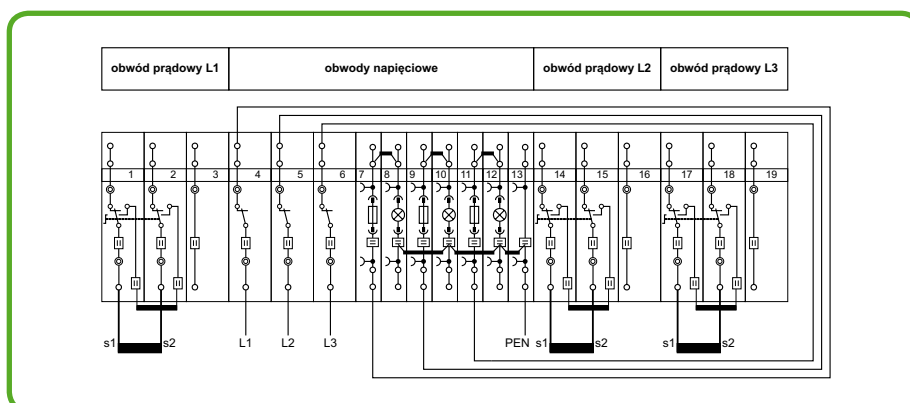 obwód prądowy L1 obwody napięciowe obwód prądowy L2 obwód prądowy L3
1 2 3 4 5 6 7 8 9 10 11 12 13 14 15 16 17 18 19
s1 s2 L1 L2 L3 PEN s1 s2 s1 s2